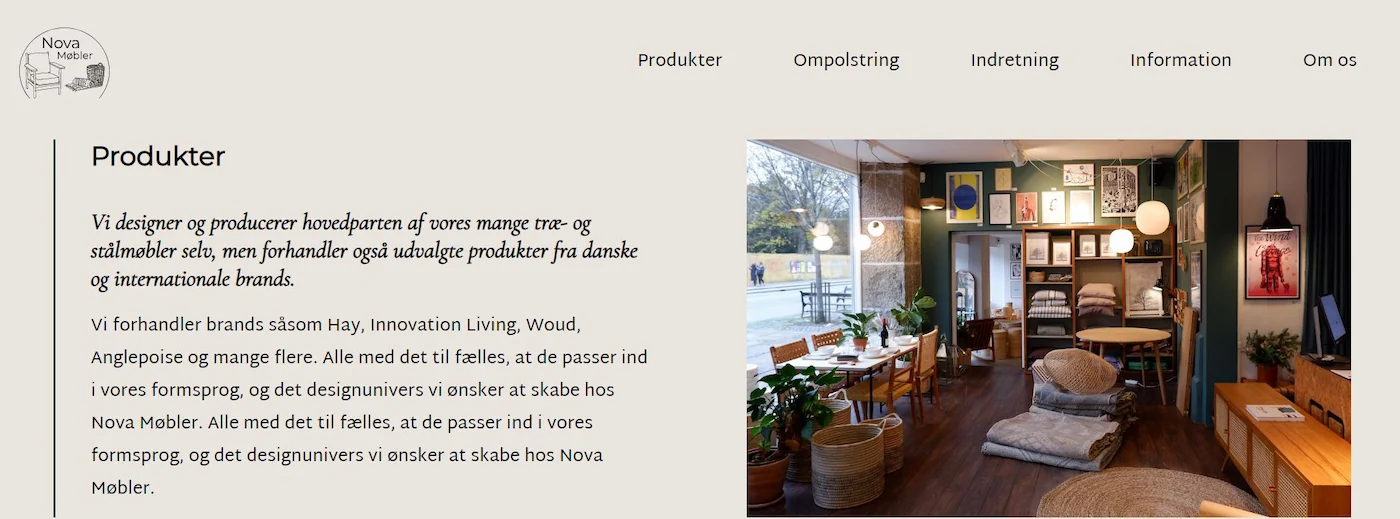 Nova
Møbler
Produkter
Ompolstring
Indretning
Information
Om os
Produkter
Vi designer og producerer hovedparten af vores mange træ- og
stålmøbler selv, men forhandler også udvalgte produkter fra danske
og internationale brands.
Vi forhandler brands såsom Hay, Innovation Living, Woud,
Anglepoise og mange flere. Alle med det til fælles, at de passer ind
i vores formsprog, og det designunivers vi ønsker at skabe hos
Nova Møbler. Alle med det til fælles, at de passer ind i vores
formsprog, og det designunivers vi ønsker at skabe hos Nova
Møbler.